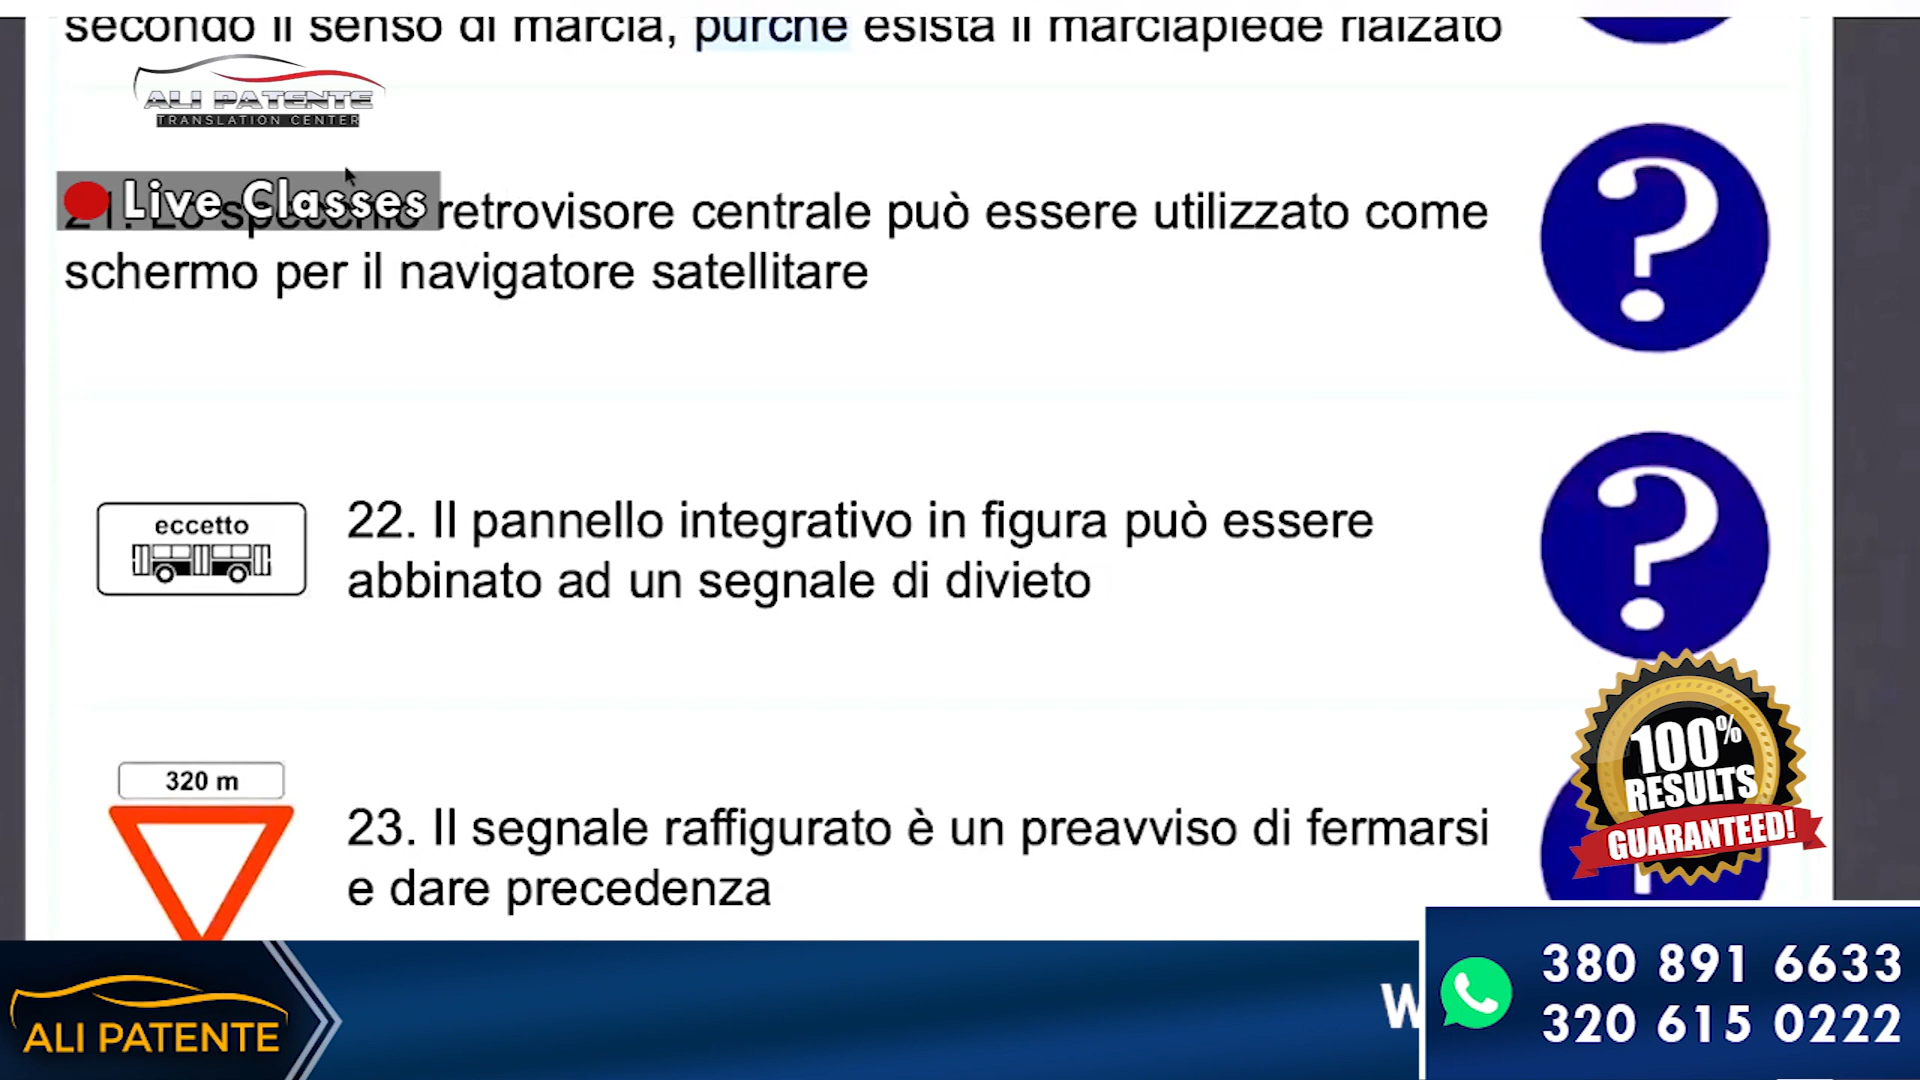 secondo il senso di marcia, purché esista il marciapiede rialzato
ALI PATENTE
TRANSLATION CENTER
Live Classes
21. Lo specchio retrovisore centrale può essere utilizzato come
schermo per il navigatore satellitare
eccetto
22. Il pannello integrativo in figura può essere
abbinato ad un segnale di divieto
320 m
23. Il segnale raffigurato è un preavviso di fermarsi
e dare precedenza
100%
RESULTS
GUARANTEED!
ALI PATENTE
W
380 891 6633
320 615 0222